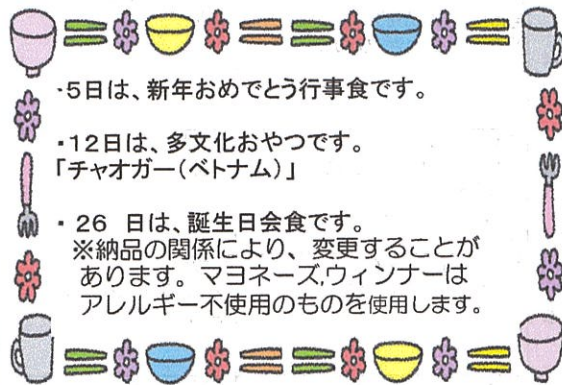 ・5日は、新年おめでとう行事食です。
・12日は、多文化おやつです。
「チャオガー(ベトナム)」
・26 日は、誕生日会食です。
※納品の関係により、変更することが
あります。マヨネーズ,ウィンナーは
アレルギー不使用のものを使用します。